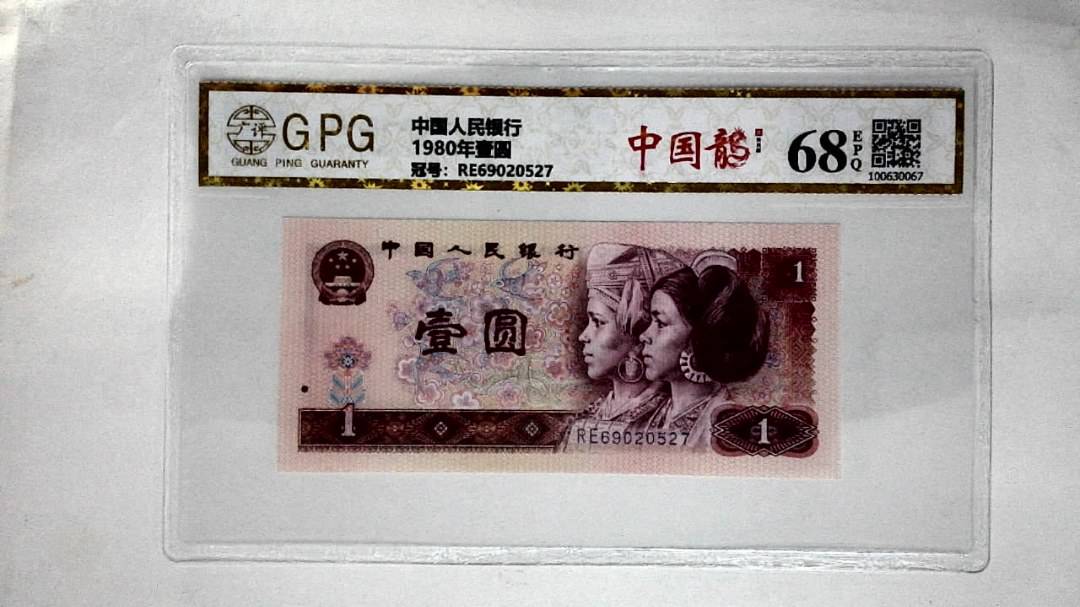 广评
GPG
GUANG PING GUARANTY
中国人民银行
1980年壹圆
冠号：RE69020527
中国龙
68
EPQ
100630067
中国人民银行
1
壹圆
1
RE69020527
1